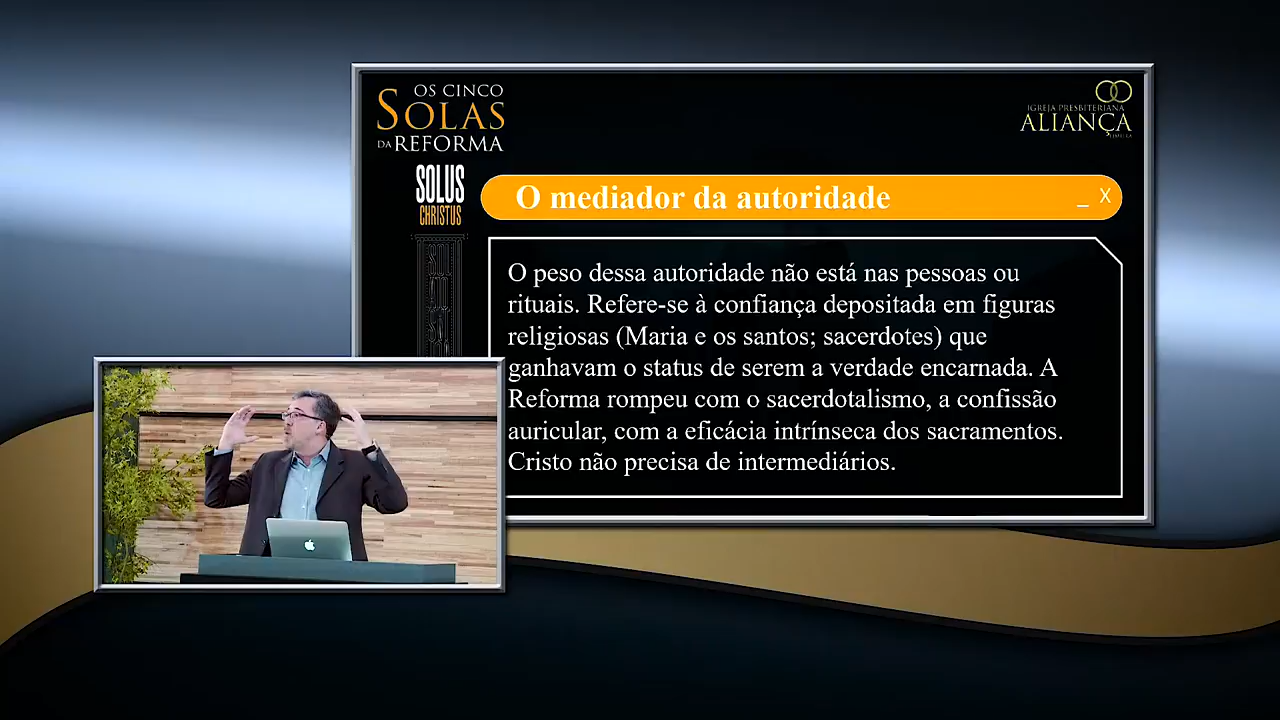 OS CINCO
SOLAS
DA REFORMA
IGREJA PRESBITERIANA
ALIANÇA
SOLUS
CHRISTUS
O mediador da autoridade
_ X
O peso dessa autoridade não está nas pessoas ou
rituais. Refere-se à confiança depositada em figuras
religiosas (Maria e os santos; sacerdotes) que
ganhavam o status de serem a verdade encarnada. A
Reforma rompeu com o sacerdotalismo, a confissão
auricular, com a eficácia intrínseca dos sacramentos.
Cristo não precisa de intermediários.